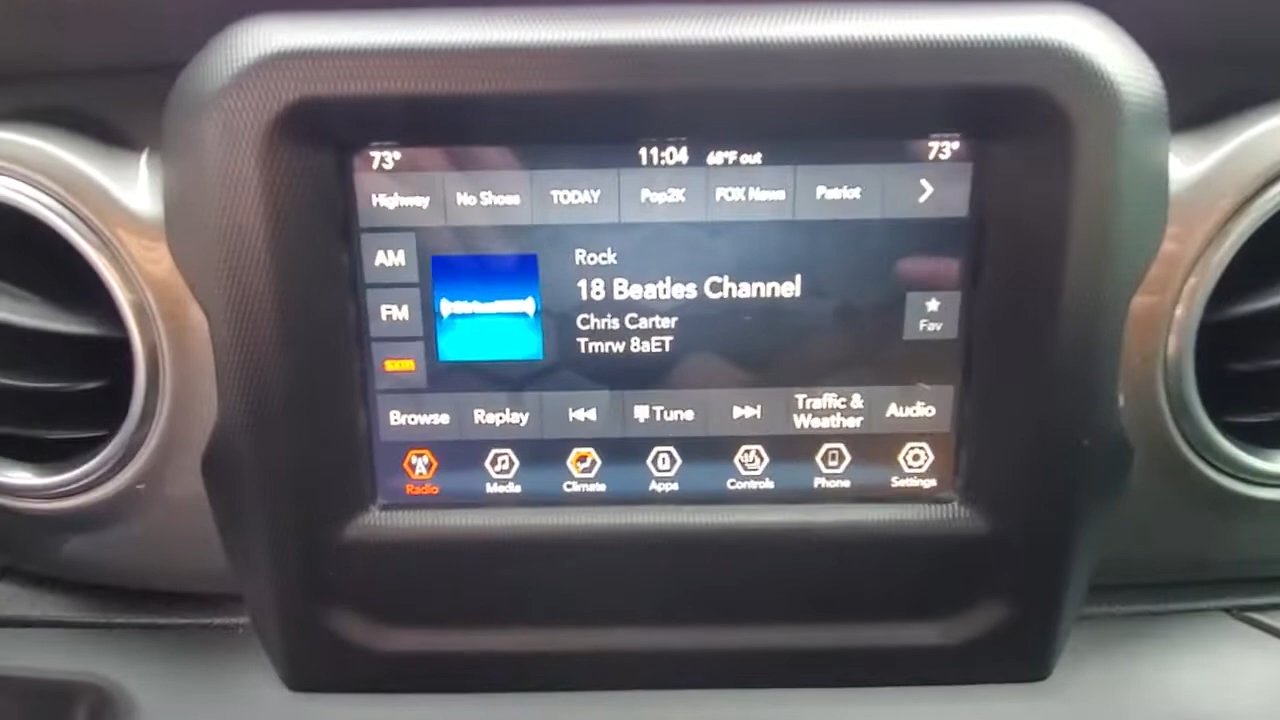 73° 11:04 68°F out 73°
Highway No Shoes TODAY Pop2K FOX News Patriot
AM
FM
Rock
18 Beatles Channel
Chris Carter
Tmrw 8aET
Fav
Browse Replay Tune Traffic & Weather Audio
Radio Media Climate Apps Controls Phone Settings